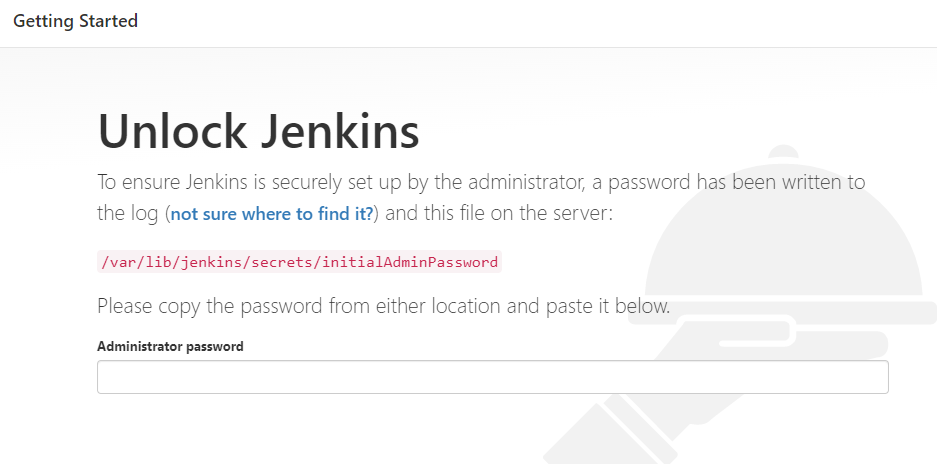 Getting Started
Unlock Jenkins
To ensure Jenkins is securely set up by the administrator, a password has been written to
the log (not sure where to find it?) and this file on the server:
/var/lib/jenkins/secrets/initialAdminPassword
Please copy the password from either location and paste it below.
Administrator password